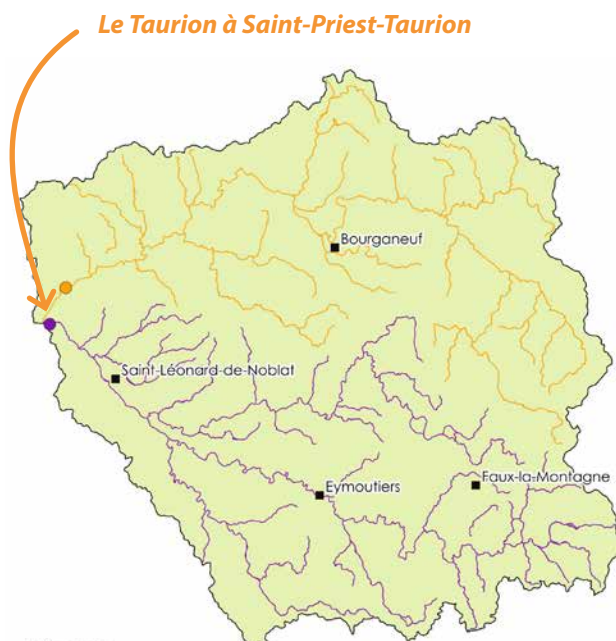 Le Taurion à Saint-Priest-Taurion
Bourganeuf
Saint-Léonard-de-Noblat
Faux-la-Montagne
Eymoutiers